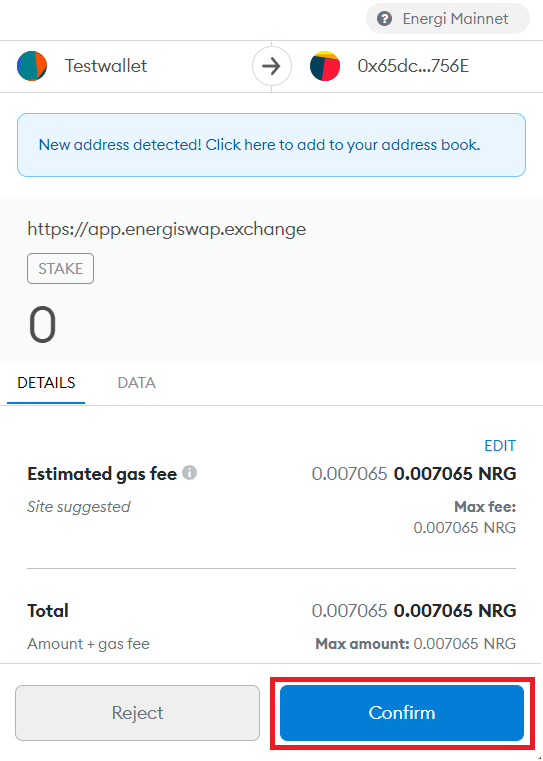 ? Energi Mainnet
Testwallet → 0x65dc...756E
New address detected! Click here to add to your address book.
https://app.energiswap.exchange
STAKE
0
DETAILS DATA
EDIT
Estimated gas fee i 0.007065 0.007065 NRG
Site suggested Max fee:
0.007065 NRG
Total 0.007065 0.007065 NRG
Amount + gas fee Max amount: 0.007065 NRG
Reject Confirm